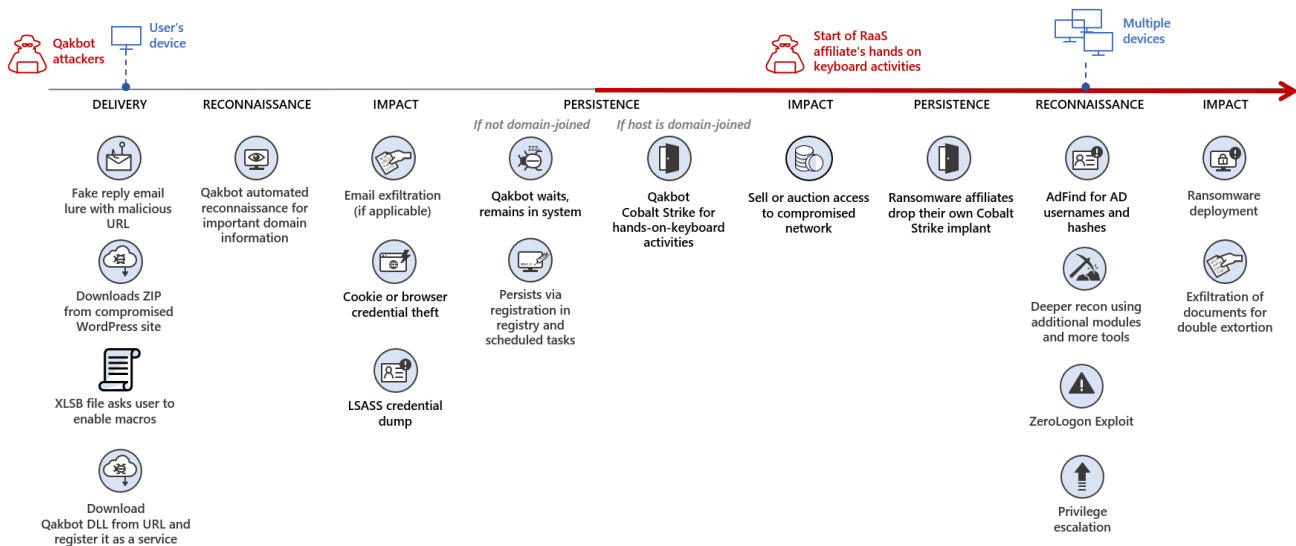 Qakbot
attackers
User's
device
Start of RaaS
affiliate's hands on
keyboard activities
Multiple
devices
DELIVERY
RECONNAISSANCE
IMPACT
PERSISTENCE
IMPACT
PERSISTENCE
RECONNAISSANCE
IMPACT
If not domain-joined
If host is domain-joined
Fake reply email
lure with malicious
URL
Downloads ZIP
from compromised
WordPress site
XLSB file asks user to
enable macros
Download
Qakbot DLL from URL and
register it as a service
Qakbot automated
reconnaissance for
important domain
information
Email exfiltration
(if applicable)
Cookie or browser
credential theft
LSASS credential
dump
zzz
Qakbot waits,
remains in system
Persists via
registration in
registry and
scheduled tasks
Qakbot
Cobalt Strike for
hands-on-keyboard
activities
Sell or auction access
to compromised
network
Ransomware affiliates
drop their own Cobalt
Strike implant
AdFind for AD
usernames and
hashes
Deeper recon using
additional modules
and more tools
ZeroLogon Exploit
Privilege
escalation
Ransomware
deployment
Exfiltration of
documents for
double extortion